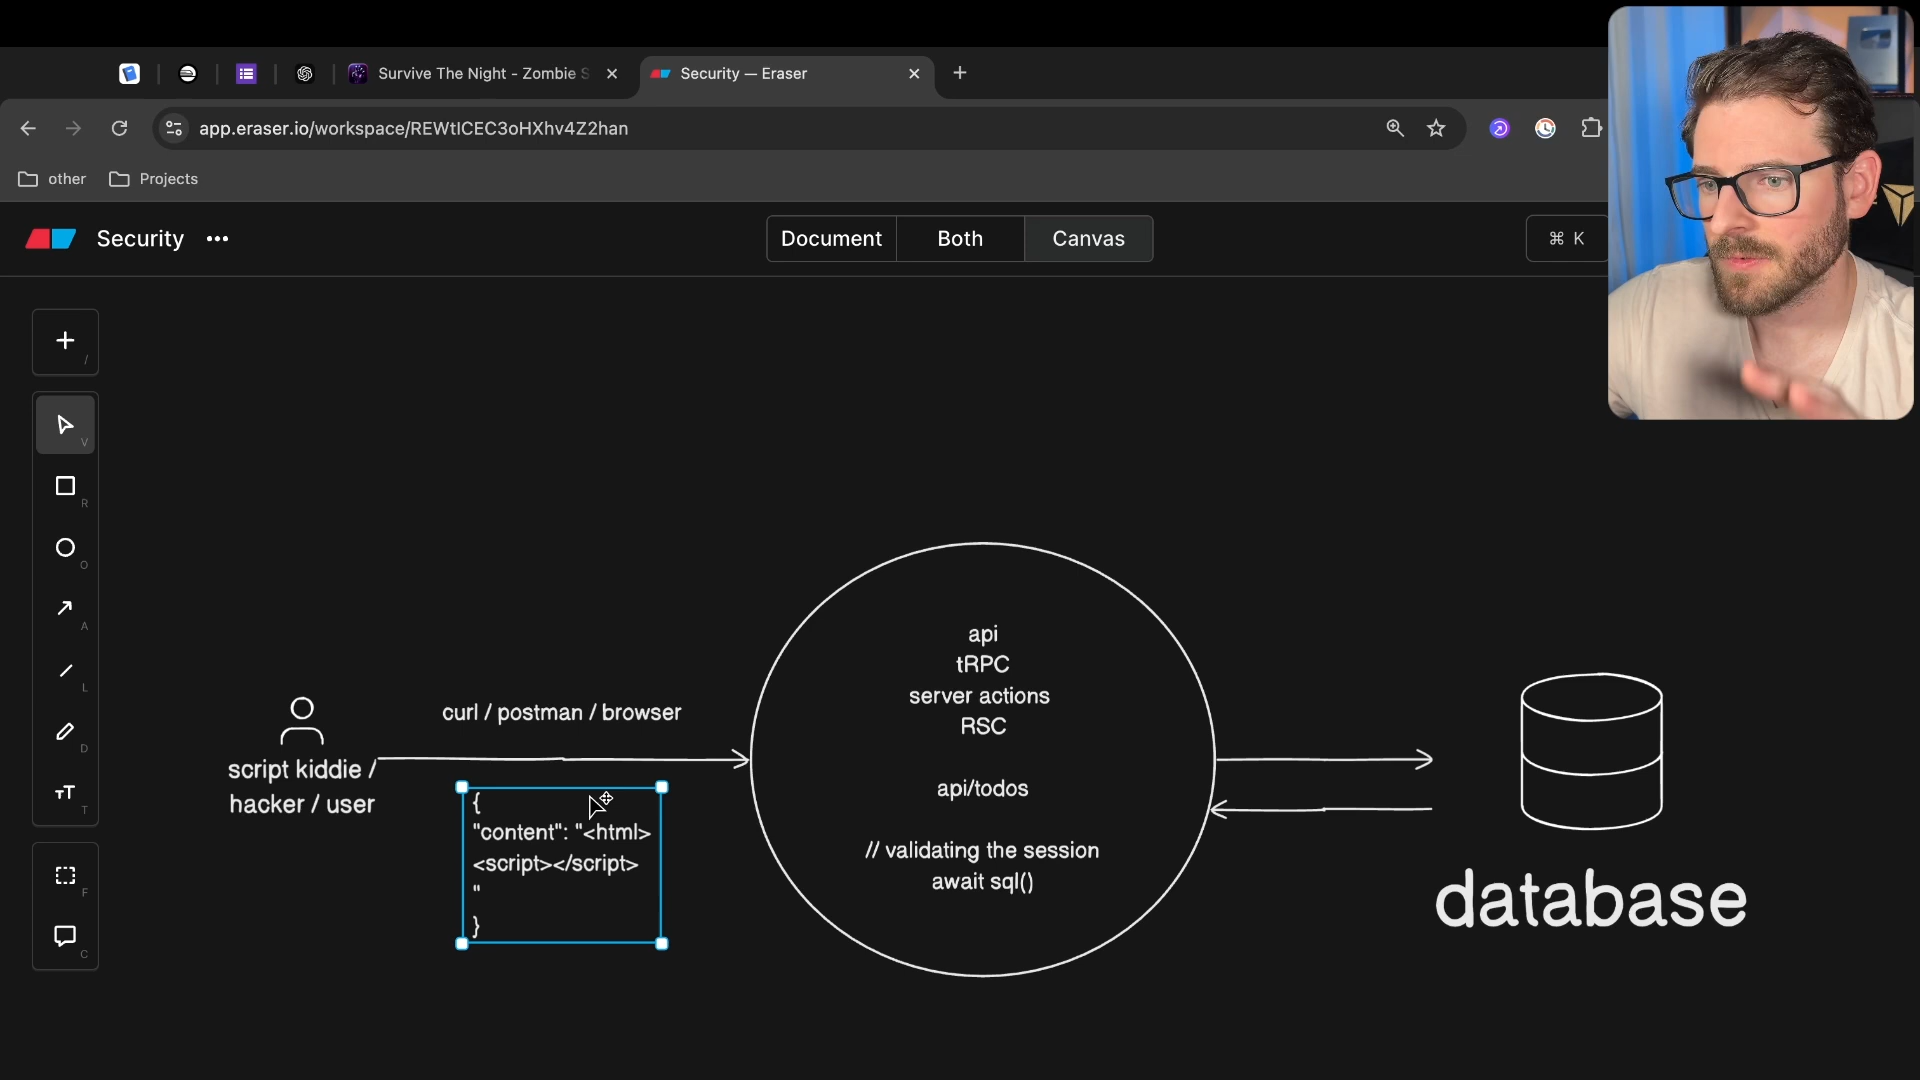 Survive The Night - Zombie S
Security — Eraser
app.eraser.io/workspace/REWtICEC3oHXhv4Z2han
other
Projects
Security
Document
Both
Canvas
⌘ K
/
V
R
O
A
L
D
T
F
C
curl / postman / browser
script kiddie /
hacker / user
{
"content": "<html>
<script></script>
"
}
api
tRPC
server actions
RSC
api/todos
// validating the session
await sql()
database